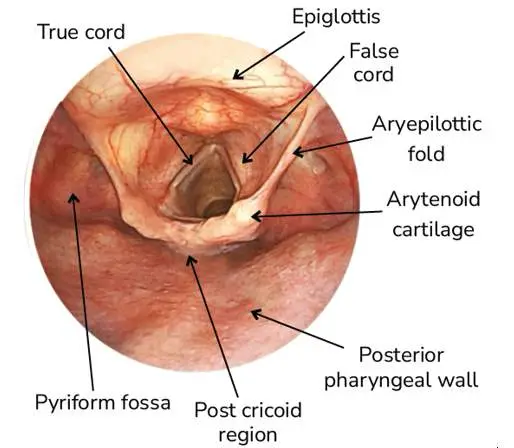 Epiglottis
True cord
False
cord
Aryepilottic
fold
Arytenoid
cartilage
Posterior
pharyngeal wall
Pyriform fossa
Post cricoid
region